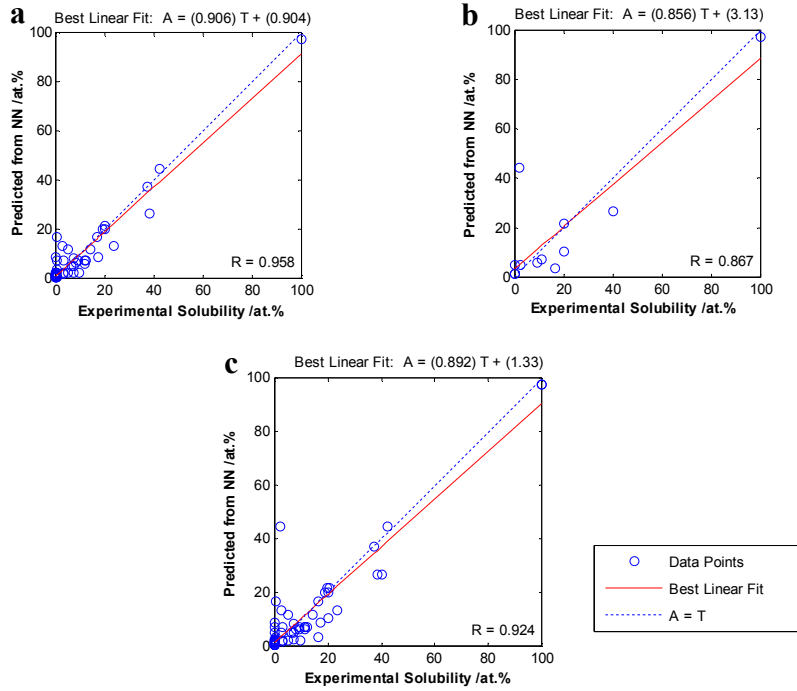 a
Best Linear Fit: A = (0.906) T + (0.904)
100
80
60
40
20
0
0 20 40 60 80 100
Predicted from NN /at.%
Experimental Solubility /at.%
R = 0.958
b
Best Linear Fit: A = (0.856) T + (3.13)
100
80
60
40
20
0
0 20 40 60 80 100
Predicted from NN /at.%
Experimental Solubility /at.%
R = 0.867
c
Best Linear Fit: A = (0.892) T + (1.33)
100
80
60
40
20
0
0 20 40 60 80 100
Predicted from NN /at.%
Experimental Solubility /at.%
R = 0.924
Data Points
Best Linear Fit
A = T